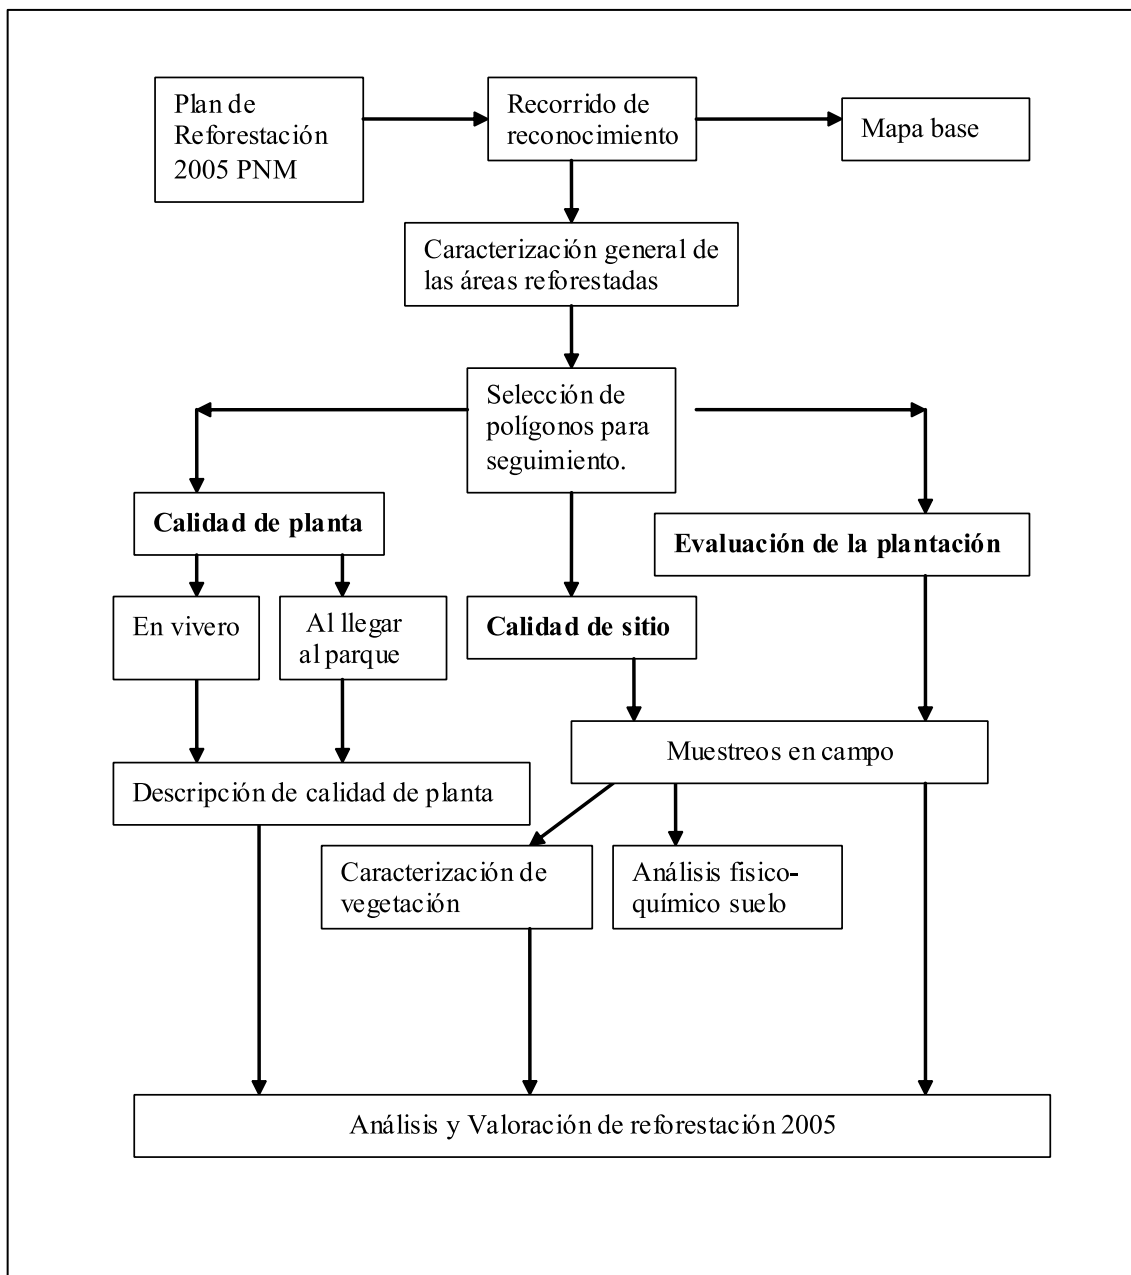 Plan de
Reforestación
2005 PNM
Recorrido de
reconocimiento
Mapa base
Caracterización general de
las áreas reforestadas
Selección de
polígonos para
seguimiento.
Calidad de planta
Evaluación de la plantación
En vivero
Al llegar
al parque
Calidad de sitio
Muestreos en campo
Descripción de calidad de planta
Caracterización de
vegetación
Análisis fisico-
químico suelo
Análisis y Valoración de reforestación 2005